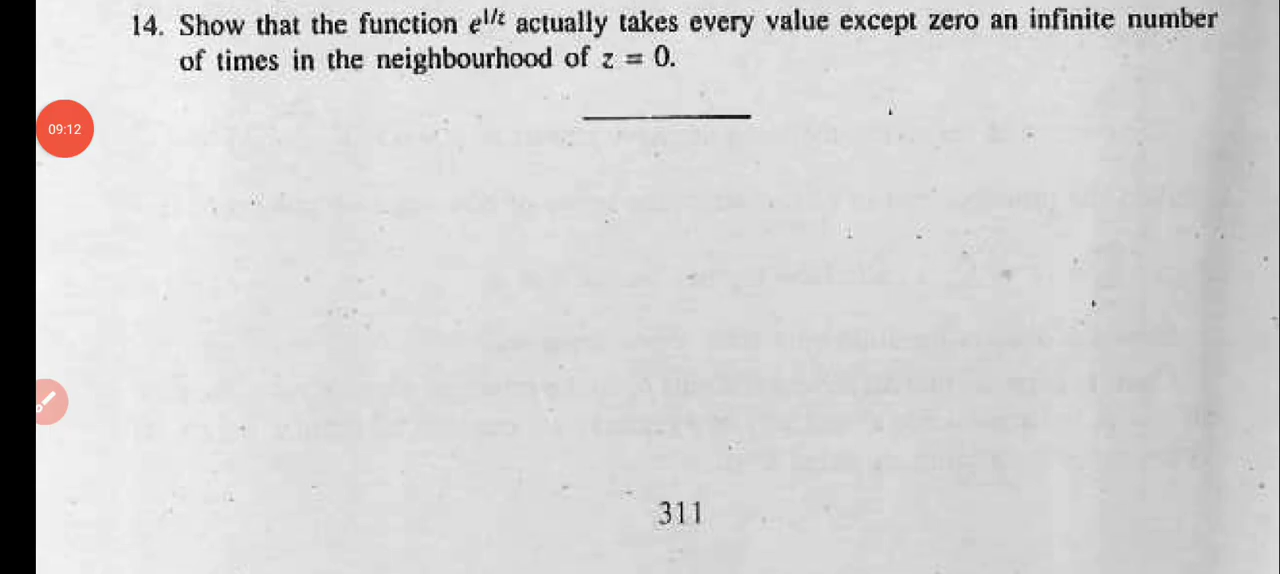 14. Show that the function e^1/z actually takes every value except zero an infinite number
of times in the neighbourhood of z = 0.
09:12
311